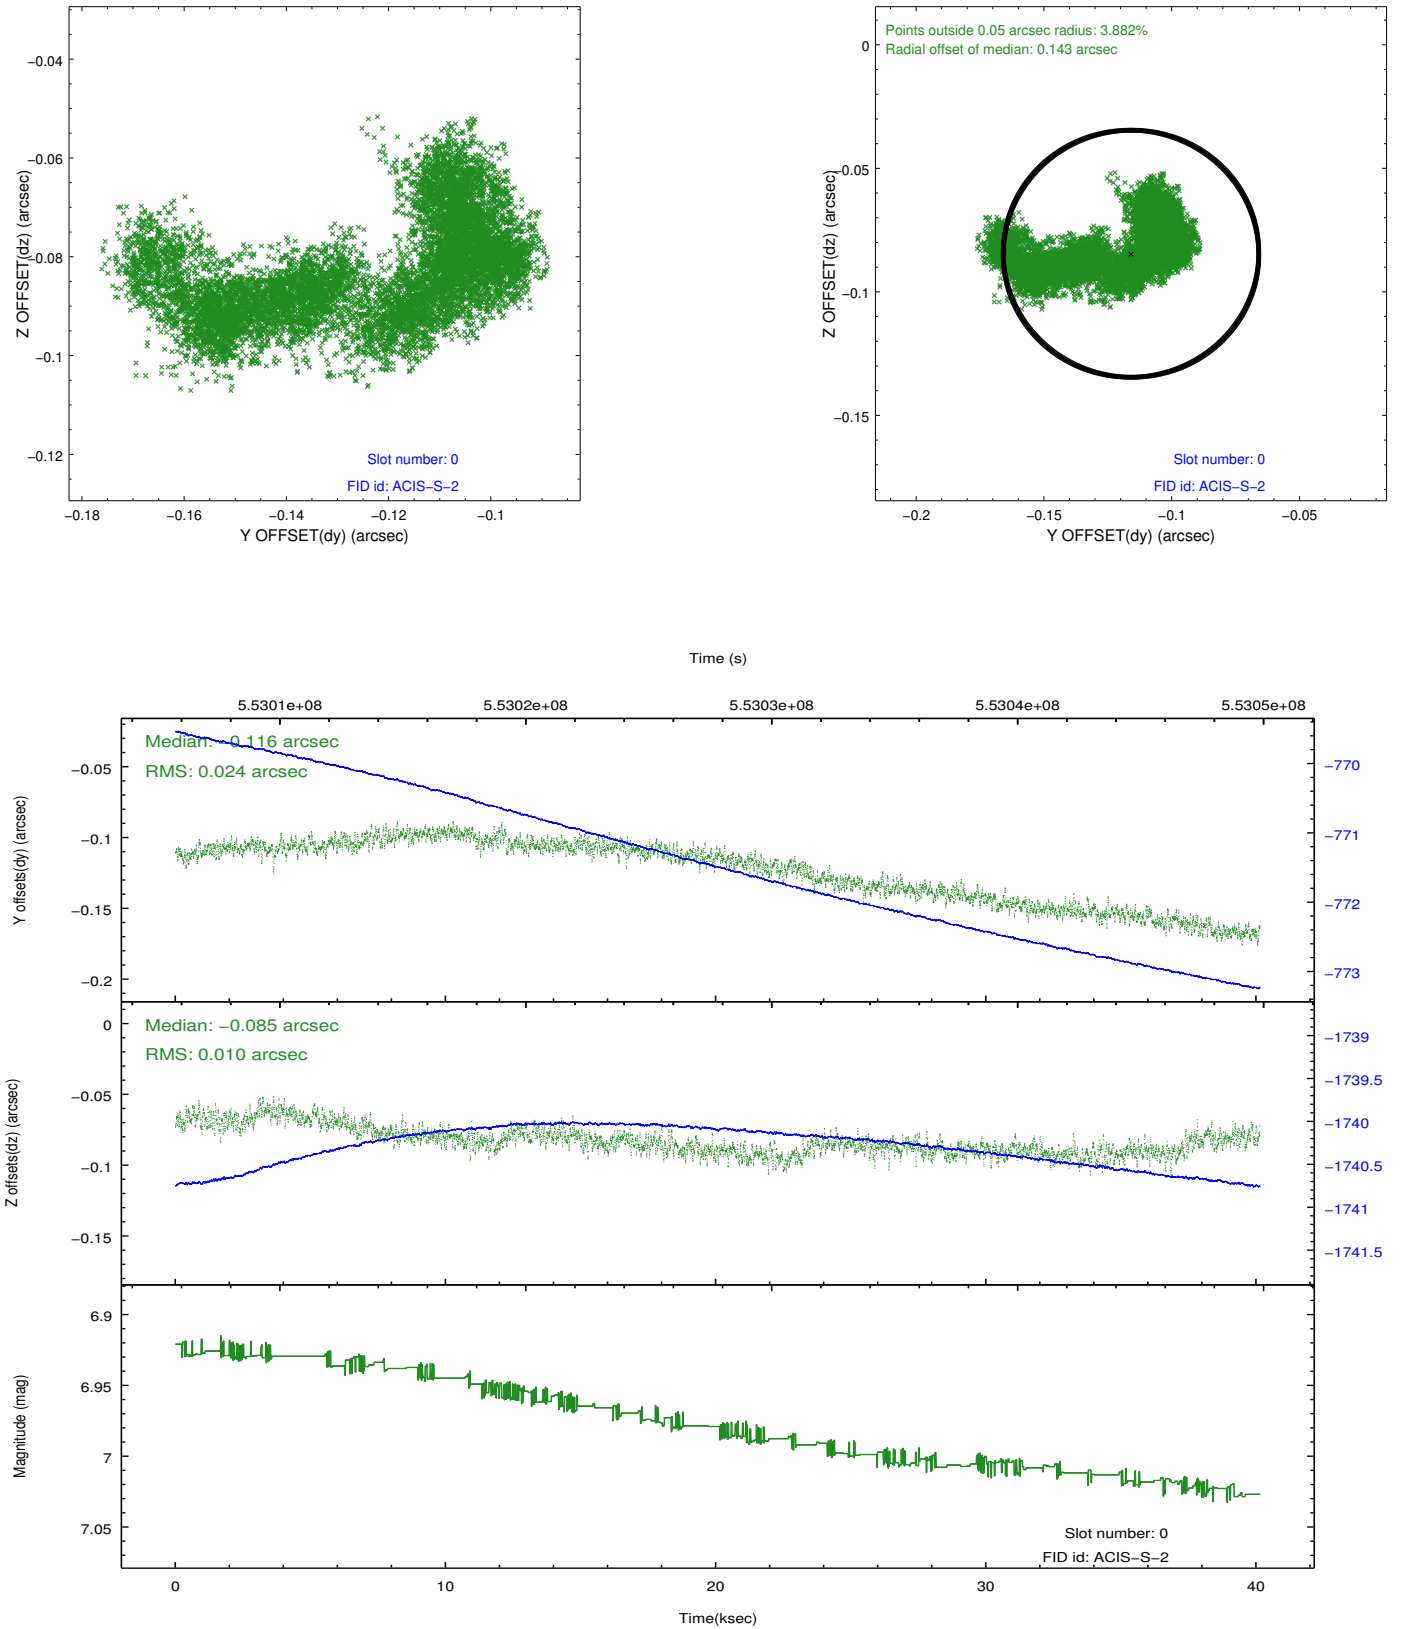 −0.04
−0.06
−0.08
−0.1
−0.12
Z OFFSET(dz) (arcsec)
Slot number: 0
FID id: ACIS−S−2
−0.18
−0.16
−0.14
−0.12
−0.1
Y OFFSET(dy) (arcsec)
Points outside 0.05 arcsec radius: 3.882%
Radial offset of median: 0.143 arcsec
0
−0.05
−0.1
−0.15
Z OFFSET(dz) (arcsec)
Slot number: 0
FID id: ACIS−S−2
−0.2
−0.15
−0.1
−0.05
Y OFFSET(dy) (arcsec)
Time (s)
5.5301e+08
5.5302e+08
5.5303e+08
5.5304e+08
5.5305e+08
Median: −0.116 arcsec
RMS: 0.024 arcsec
−0.05
−0.1
−0.15
−0.2
Y offsets(dy) (arcsec)
−770
−771
−772
−773
Median: −0.085 arcsec
RMS: 0.010 arcsec
0
−0.05
−0.1
−0.15
Z offsets(dz) (arcsec)
−1739
−1739.5
−1740
−1740.5
−1741
−1741.5
6.9
6.95
7
7.05
Magnitude (mag)
Slot number: 0
FID id: ACIS−S−2
0
10
20
30
40
Time(ksec)